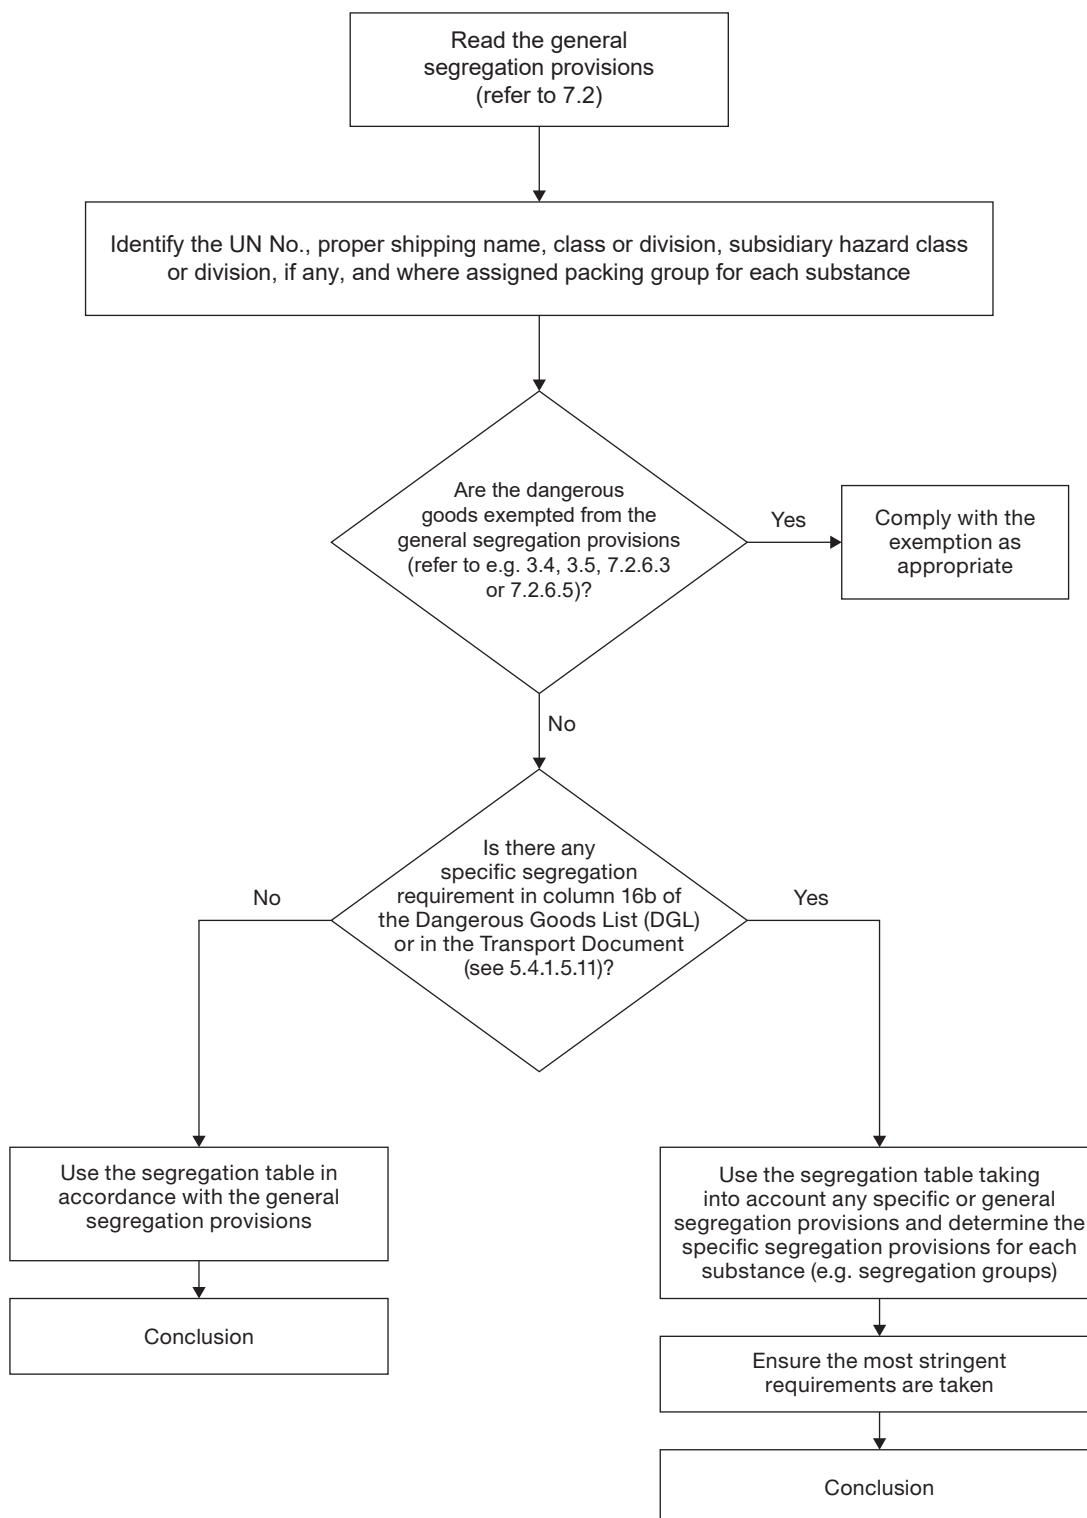 Read the general
segregation provisions
(refer to 7.2)
Identify the UN No., proper shipping name, class or division, subsidiary hazard class
or division, if any, and where assigned packing group for each substance
Are the dangerous
goods exempted from the
general segregation provisions
(refer to e.g. 3.4, 3.5, 7.2.6.3
or 7.2.6.5)?
Yes
Comply with the
exemption as
appropriate
No
Is there any
specific segregation
requirement in column 16b of
the Dangerous Goods List (DGL)
or in the Transport Document
(see 5.4.1.5.11)?
No
Yes
Use the segregation table in
accordance with the general
segregation provisions
Conclusion
Use the segregation table taking
into account any specific or general
segregation provisions and determine the
specific segregation provisions for each
substance (e.g. segregation groups)
Ensure the most stringent
requirements are taken
Conclusion